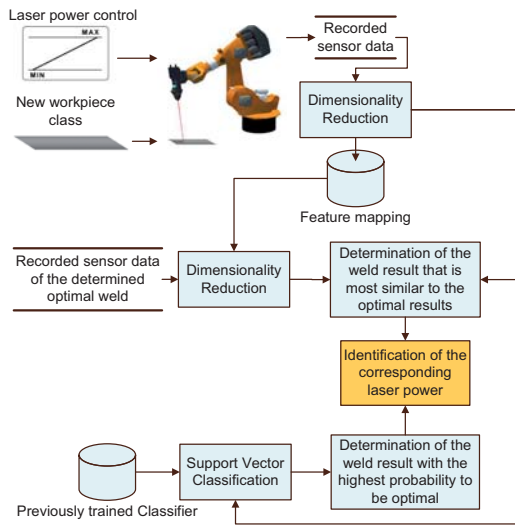 Laser power control
MAX
MIN
New workpiece
class
Recorded
sensor data
Dimensionality
Reduction
Feature mapping
Recorded sensor data
of the determined
optimal weld
Dimensionality
Reduction
Determination of the
weld result that is
most similar to the
optimal results
Identification of the
corresponding
laser power
Previously trained Classifier
Support Vector
Classification
Determination of the
weld result with the
highest probability to
be optimal